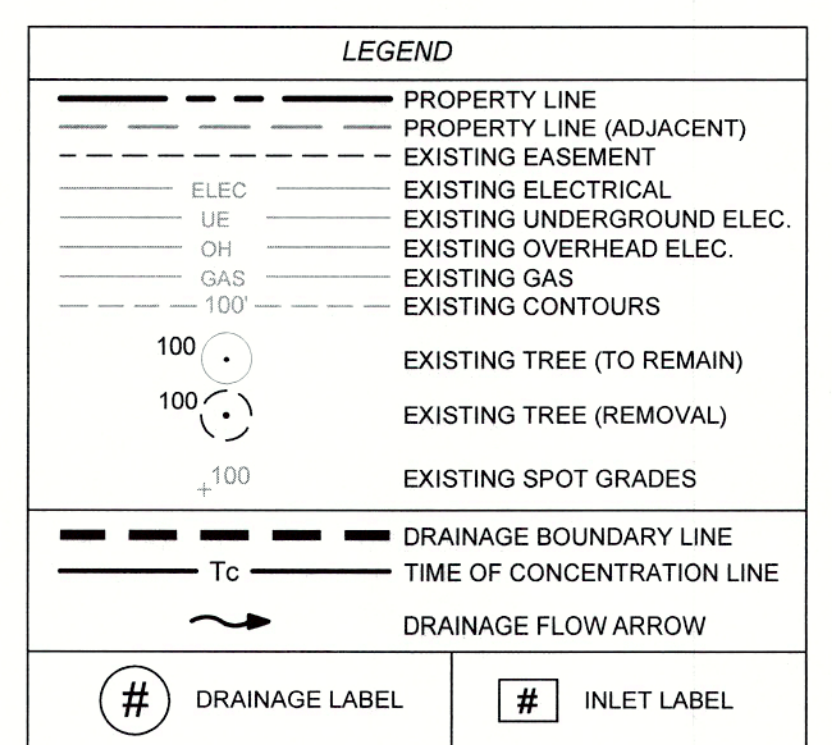 LEGEND
PROPERTY LINE
PROPERTY LINE (ADJACENT)
EXISTING EASEMENT
ELEC EXISTING ELECTRICAL
UE EXISTING UNDERGROUND ELEC.
OH EXISTING OVERHEAD ELEC.
GAS EXISTING GAS
100' EXISTING CONTOURS
100 EXISTING TREE (TO REMAIN)
100 EXISTING TREE (REMOVAL)
+100 EXISTING SPOT GRADES
DRAINAGE BOUNDARY LINE
Tc TIME OF CONCENTRATION LINE
DRAINAGE FLOW ARROW
# DRAINAGE LABEL # INLET LABEL